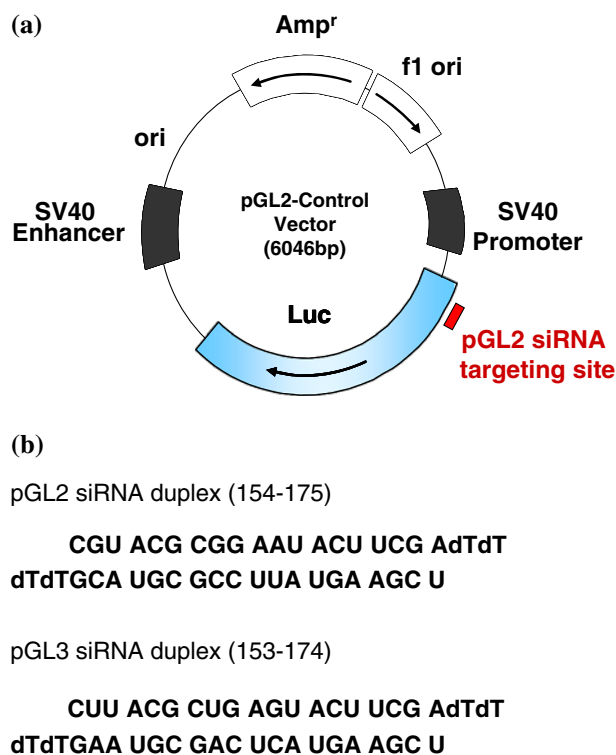 (a)
Ampʳ
f1 ori
ori
SV40
Enhancer
pGL2-Control
Vector
(6046bp)
SV40
Promoter
Luc
pGL2 siRNA
targeting site
(b)
pGL2 siRNA duplex (154-175)
CGU ACG CGG AAU ACU UCG AdTdT
dTdTGCA UGC GCC UUA UGA AGC U
pGL3 siRNA duplex (153-174)
CUU ACG CUG AGU ACU UCG AdTdT
dTdTGAA UGC GAC UCA UGA AGC U